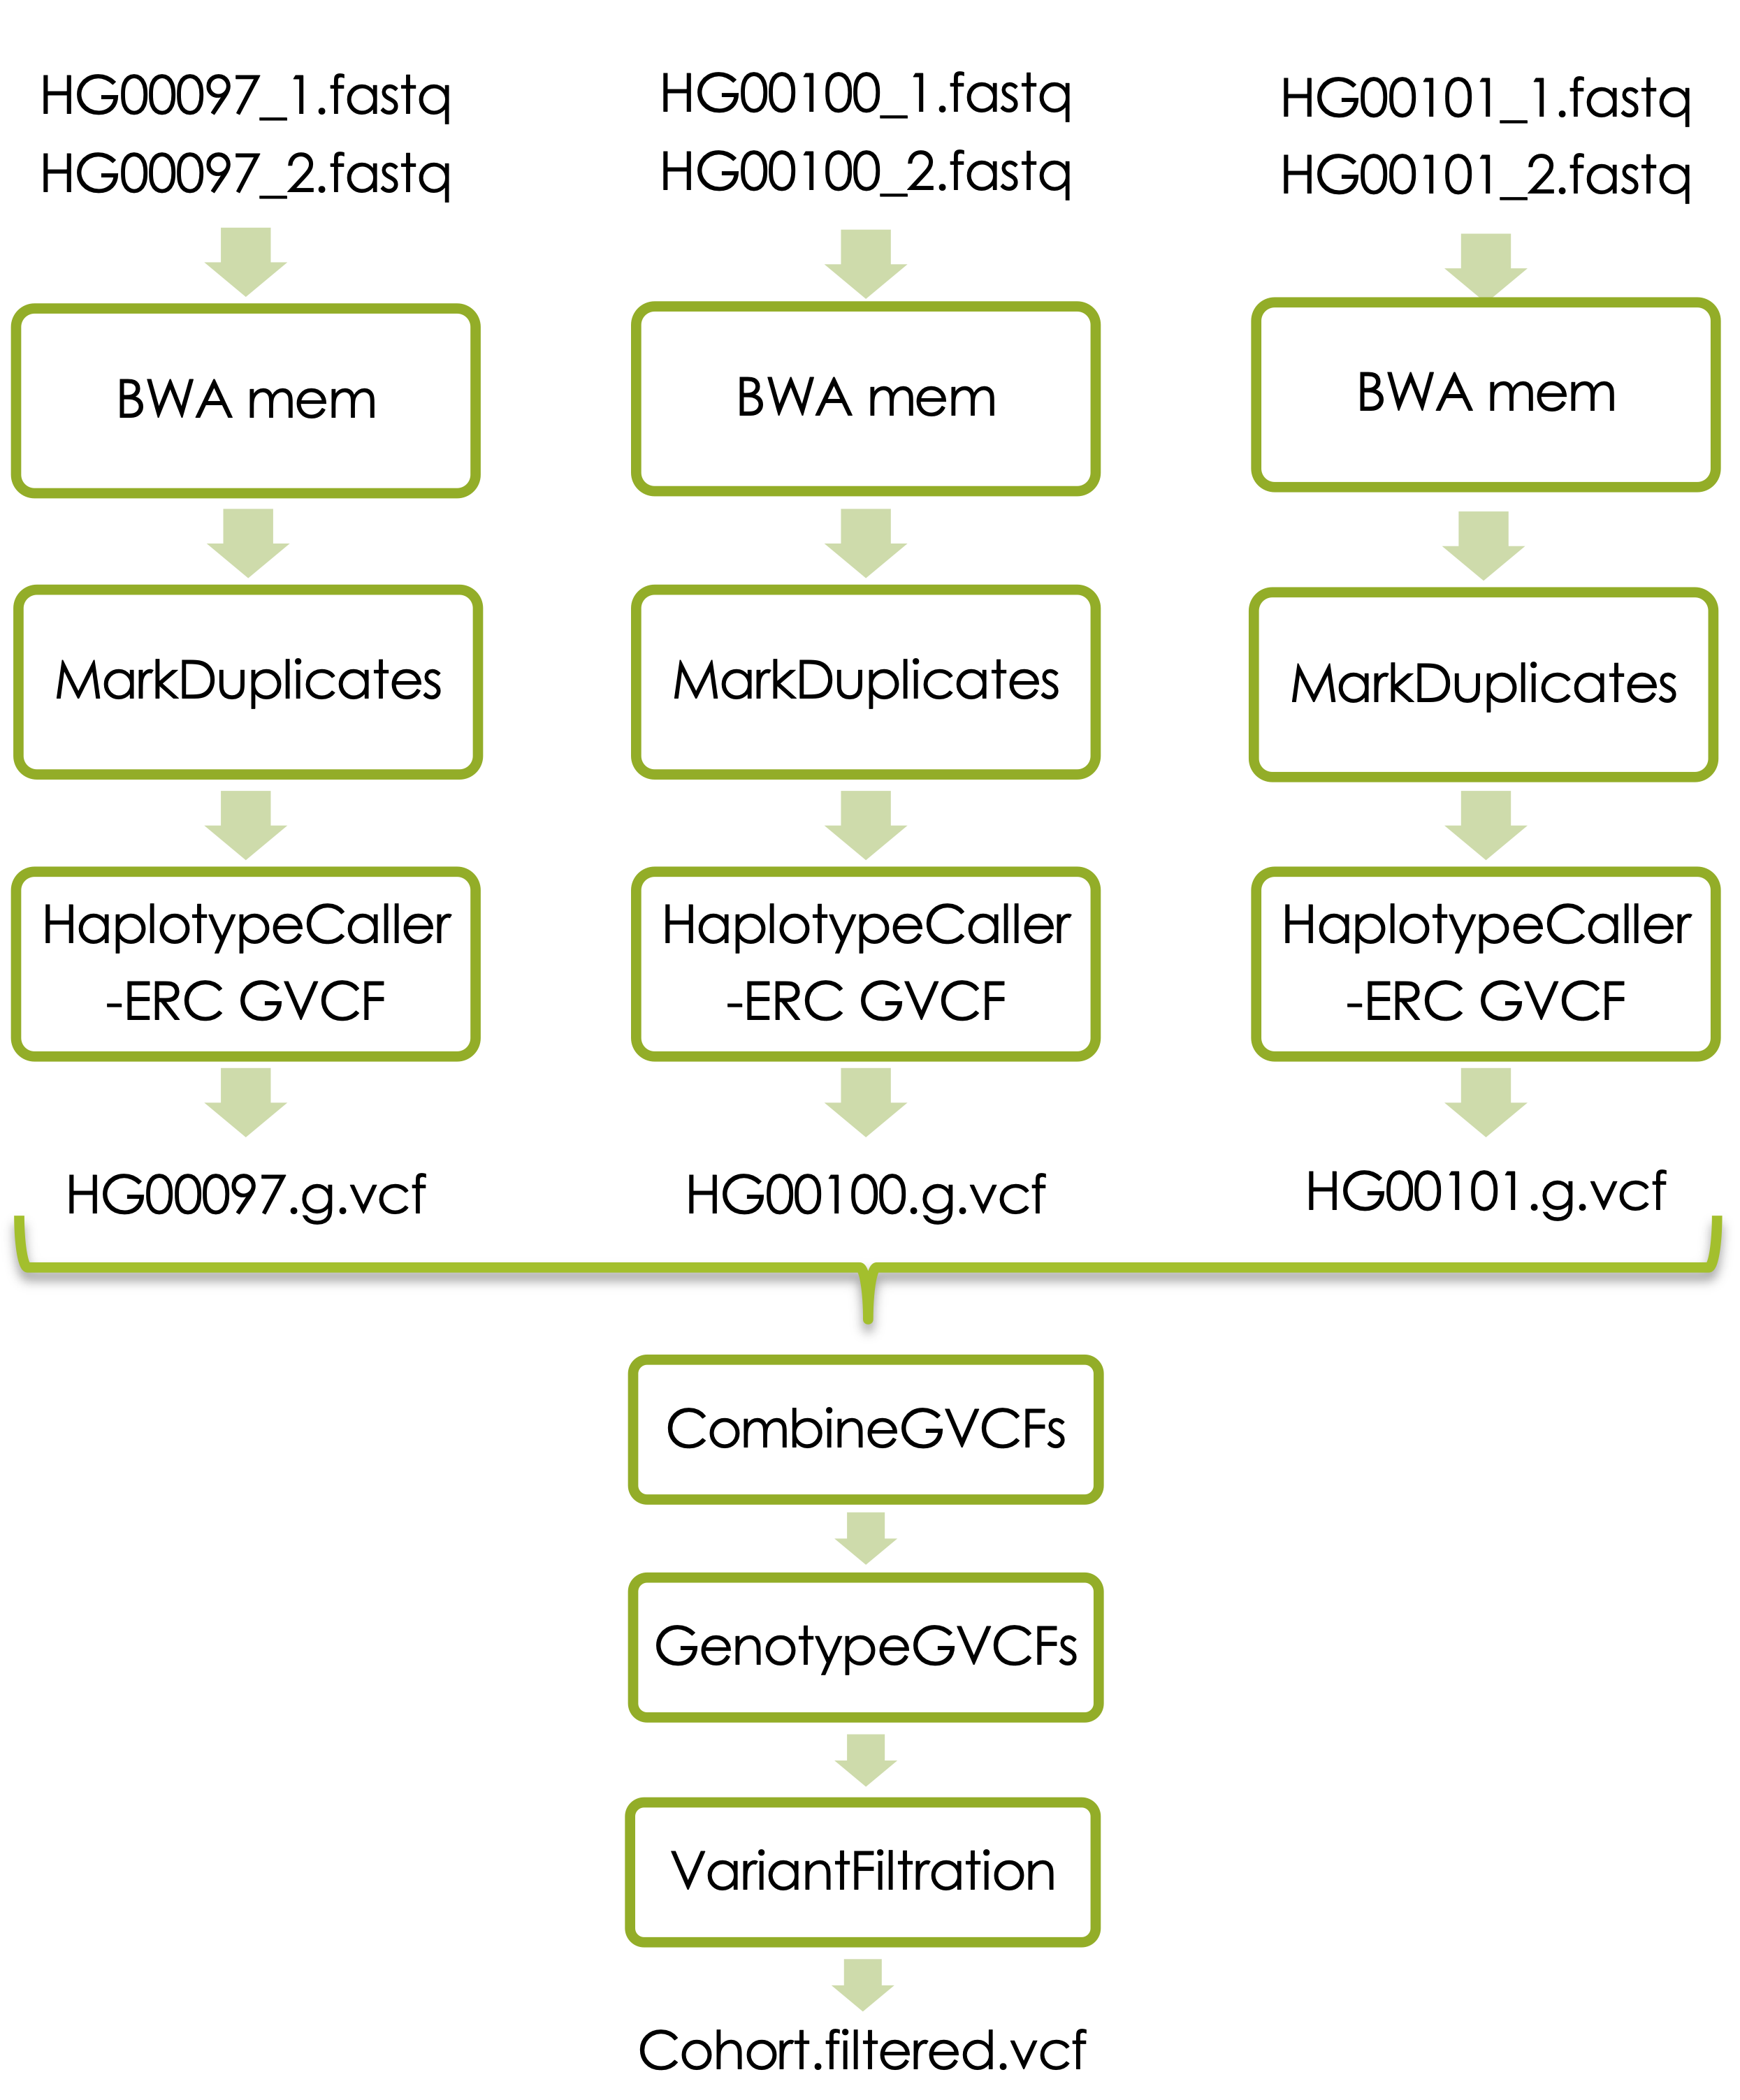 HG00097_1.fastq
HG00097_2.fastq
HG00100_1.fastq
HG00100_2.fastq
HG00101_1.fastq
HG00101_2.fastq
BWA mem
BWA mem
BWA mem
MarkDuplicates
MarkDuplicates
MarkDuplicates
HaplotypeCaller
-ERC GVCF
HaplotypeCaller
-ERC GVCF
HaplotypeCaller
-ERC GVCF
HG00097.g.vcf
HG00100.g.vcf
HG00101.g.vcf
CombineGVCFs
GenotypeGVCFs
VariantFiltration
Cohort.filtered.vcf